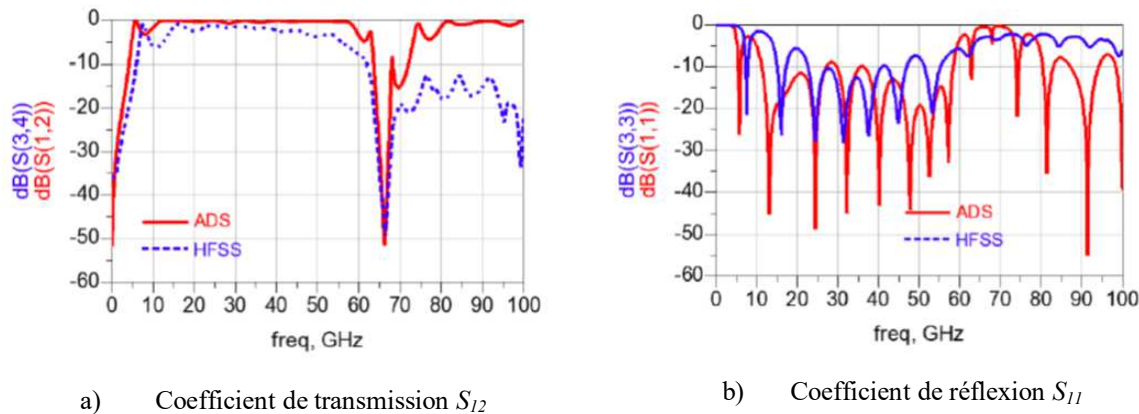 dB(S(3,4))
dB(S(1,2))
0
-10
-20
-30
-40
-50
-60
ADS
HFSS
0 10 20 30 40 50 60 70 80 90 100
freq, GHz
a) Coefficient de transmission S12
dB(S(3,3))
dB(S(1,1))
0
-10
-20
-30
-40
-50
-60
ADS
HFSS
0 10 20 30 40 50 60 70 80 90 100
freq, GHz
b) Coefficient de réflexion S11